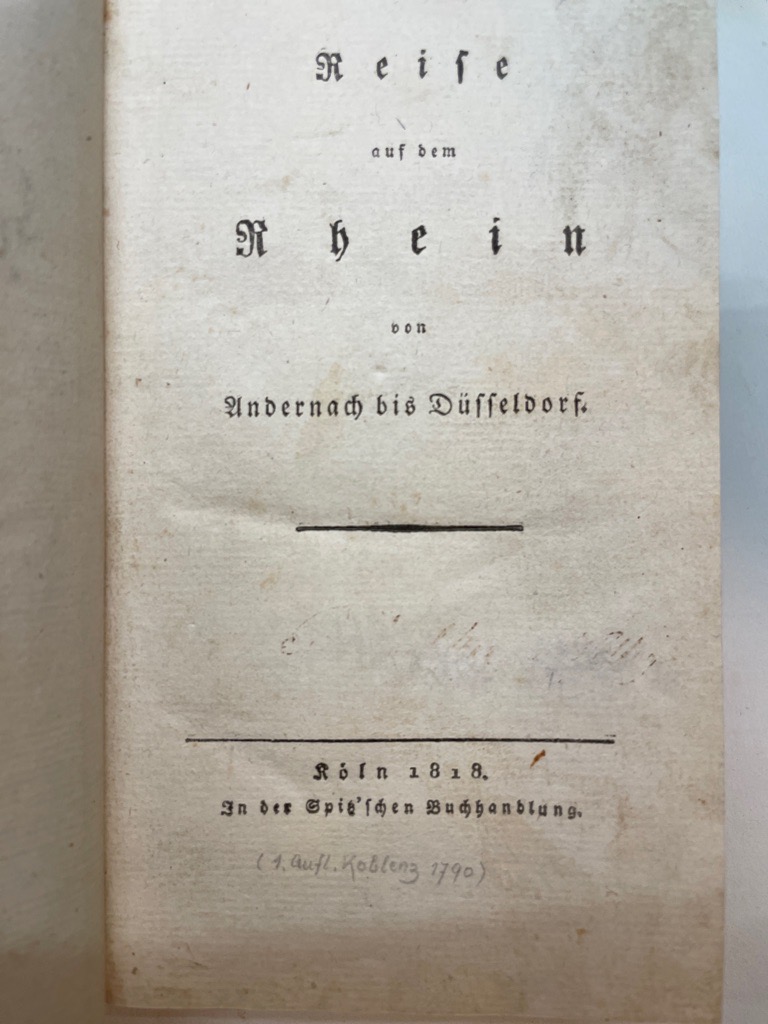 Reiſe
auf dem
Rhein
von
Andernach bis Düſſeldorf.
Köln 1818.
In der Spitz'ſchen Buchhandlung.
(1. Aufl. Koblenz 1790)